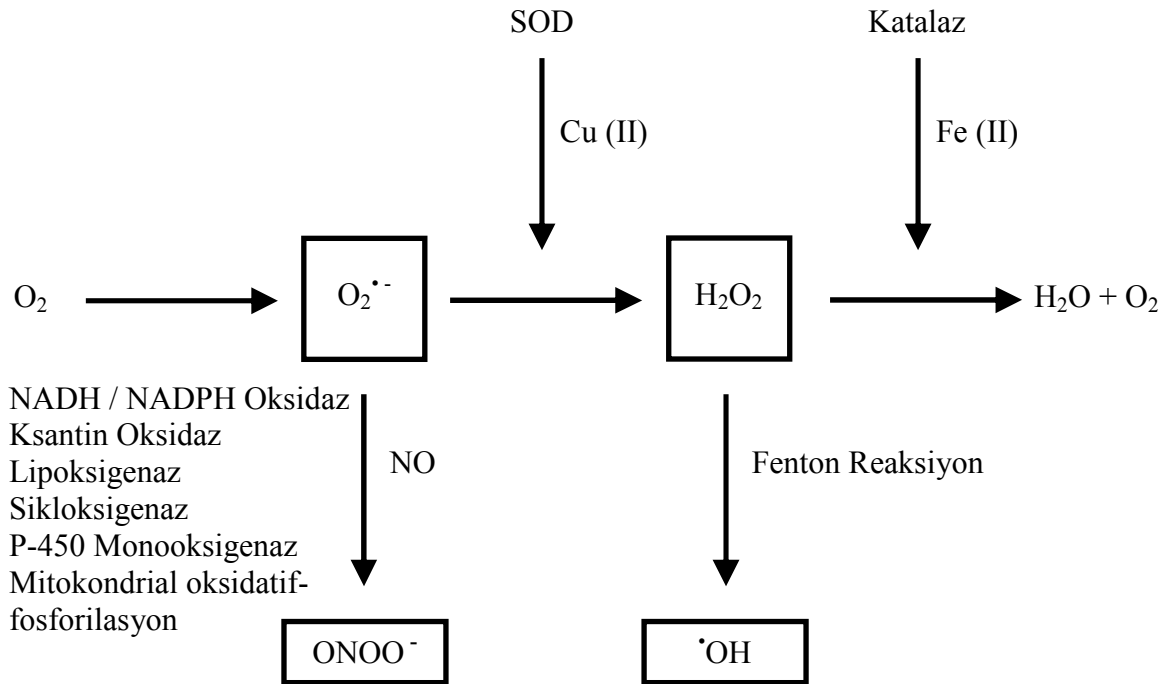 SOD
Katalaz
Cu (II)
Fe (II)
O₂
O₂•-
H₂O₂
H₂O + O₂
NADH / NADPH Oksidaz
Ksantin Oksidaz
Lipoksigenaz
Sikloksigenaz
P-450 Monooksigenaz
Mitokondrial oksidatif-
fosforilasyon
NO
Fenton Reaksiyon
ONOO⁻
•OH